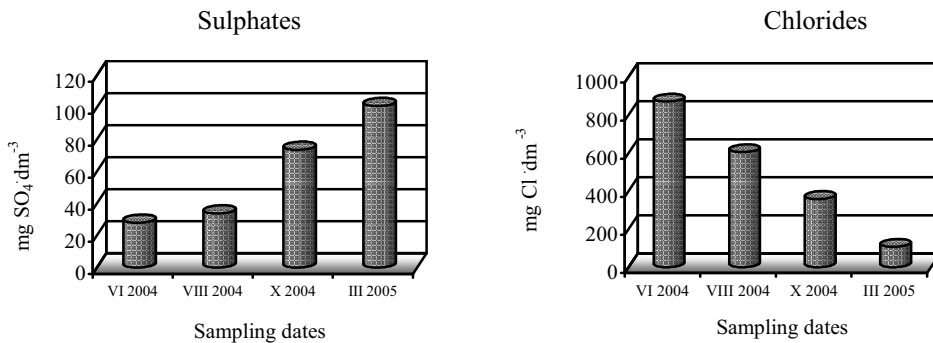 Sulphates
mg SO₄·dm⁻³
120
100
80
60
40
20
0
VI 2004 VIII 2004 X 2004 III 2005
Sampling dates
Chlorides
mg Cl·dm⁻³
1000
800
600
400
200
0
VI 2004 VIII 2004 X 2004 III 2005
Sampling dates